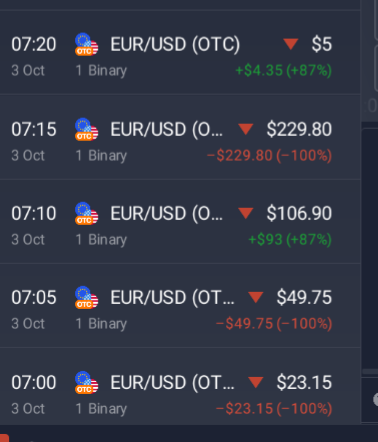 07:20 OTC EUR/USD (OTC) $5
3 Oct 1 Binary +$4.35 (+87%)
07:15 OTC EUR/USD (O... $229.80
3 Oct 1 Binary −$229.80 (−100%)
07:10 OTC EUR/USD (O... $106.90
3 Oct 1 Binary +$93 (+87%)
07:05 OTC EUR/USD (OT... $49.75
3 Oct 1 Binary −$49.75 (−100%)
07:00 OTC EUR/USD (OT... $23.15
3 Oct 1 Binary −$23.15 (−100%)